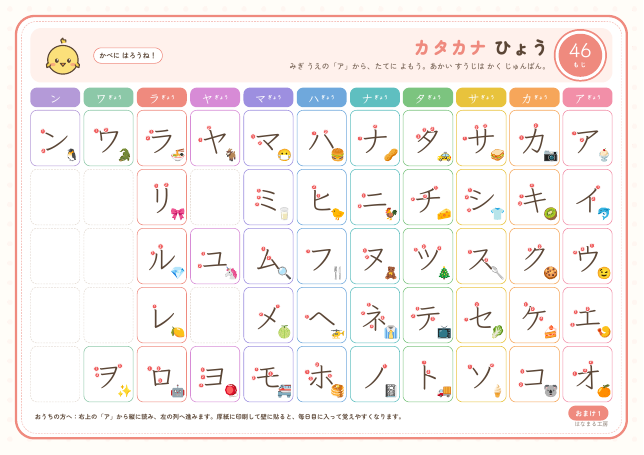 かべに はろうね！
カタカナ ひょう
みぎ うえの「ア」から、たてに よもう。あかい すうじは かく じゅんばん。
46
もじ
ン ワぎょう ラぎょう ヤぎょう マぎょう ハぎょう ナぎょう タぎょう サぎょう カぎょう アぎょう
ン ワ ラ ヤ マ ハ ナ タ サ カ ア
リ ミ ヒ ニ チ シ キ イ
ル ユ ム フ ヌ ツ ス ク ウ
レ メ ヘ ネ テ セ ケ エ
ヲ ロ ヨ モ ホ ノ ト ソ コ オ
おうちの方へ：右上の「ア」から縦に読み、左の列へ進みます。厚紙に印刷して壁に貼ると、毎日目に入って覚えやすくなります。
おまけ！
はなまる工房